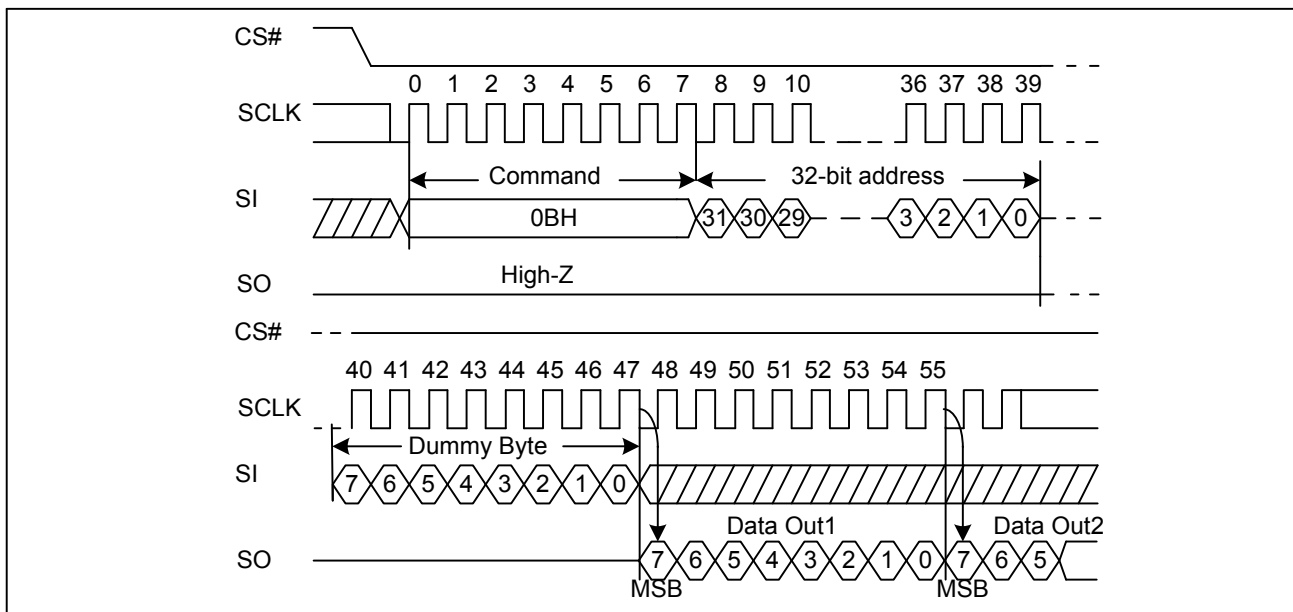 CS#
0 1 2 3 4 5 6 7 8 9 10 36 37 38 39
SCLK
Command 32-bit address
SI
0BH 31 30 29 3 2 1 0
High-Z
SO
CS#
40 41 42 43 44 45 46 47 48 49 50 51 52 53 54 55
SCLK
Dummy Byte
SI
7 6 5 4 3 2 1 0
Data Out1 Data Out2
SO
7 6 5 4 3 2 1 0 7 6 5
MSB MSB